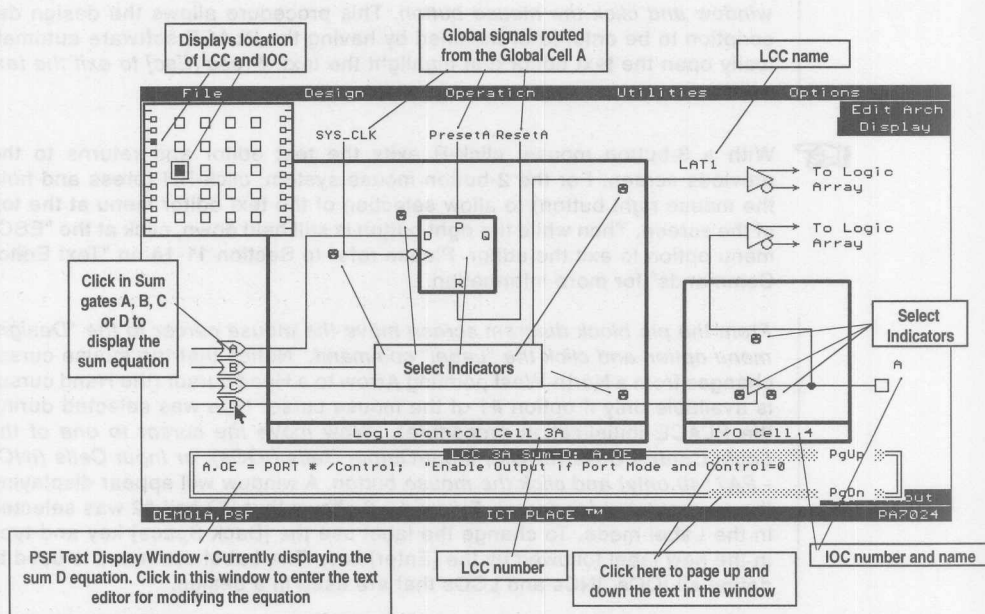 Displays location
of LCC and IOC
Global signals routed
from the Global Cell A
LCC name
File Design Operation Utilities Options
Edit Arch
Display
SYS_CLK PresetA ResetA
LAT1
To Logic
Array
To Logic
Array
P
D Q
R
Click in Sum
gates A, B, C
or D to
display the
sum equation
A
B
C
D
Select Indicators
Select
Indicators
A
Logic Control Cell 3A I/O Cell 4
LCC 3A Sum-D: A.OE
PgUp
A.OE = PORT * /Control; "Enable Output if Port Mode and Control=0
PgDn
out
ICT PLACE ™ PA7024
PSF Text Display Window - Currently displaying the
sum D equation. Click in this window to enter the text
editor for modifying the equation
LCC number
Click to page up and
down the text in the window
IOC number and name